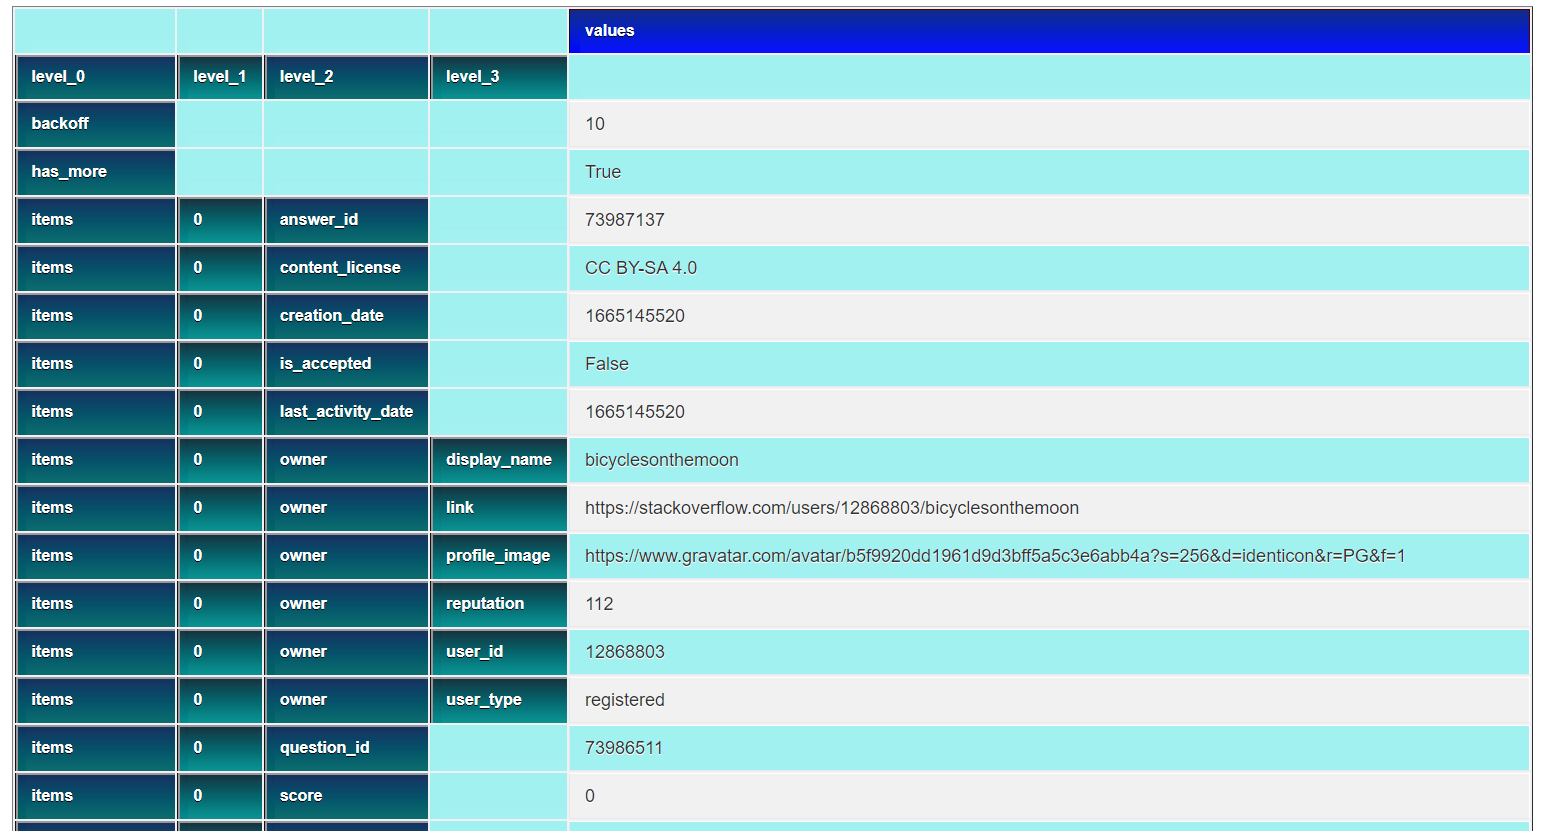 values
level_0 level_1 level_2 level_3
backoff 10
has_more True
items 0 answer_id 73987137
items 0 content_license CC BY-SA 4.0
items 0 creation_date 1665145520
items 0 is_accepted False
items 0 last_activity_date 1665145520
items 0 owner display_name bicyclesonthemoon
items 0 owner link https://stackoverflow.com/users/12868803/bicyclesonthemoon
items 0 owner profile_image https://www.gravatar.com/avatar/b5f9920dd1961d9d3bff5a5c3e6abb4a?s=256&d=identicon&r=PG&f=1
items 0 owner reputation 112
items 0 owner user_id 12868803
items 0 owner user_type registered
items 0 question_id 73986511
items 0 score 0